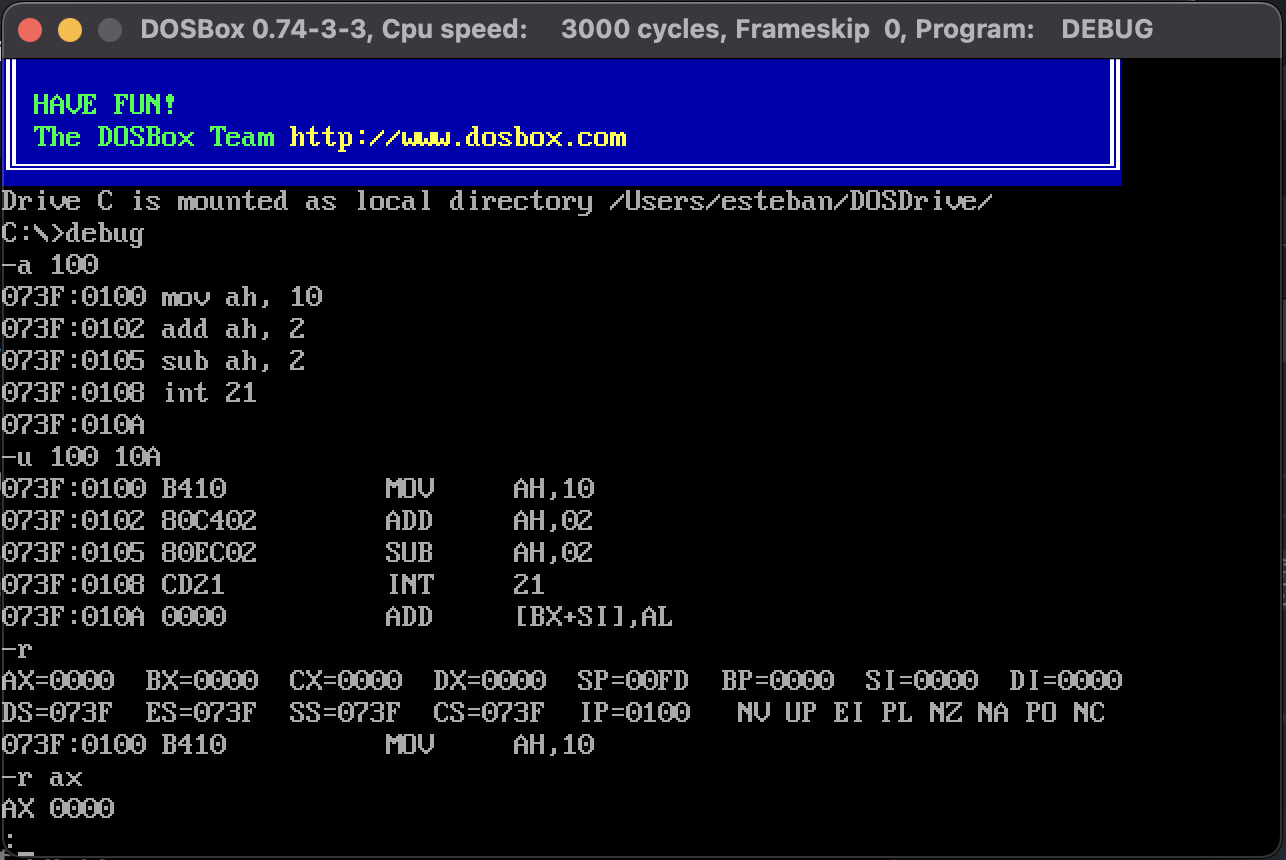 DOSBox 0.74-3-3, Cpu speed: 3000 cycles, Frameskip 0, Program: DEBUG
HAVE FUN!
The DOSBox Team http://www.dosbox.com
Drive C is mounted as local directory /Users/esteban/DOSDrive/
C:\>debug
-a 100
073F:0100 mov ah, 10
073F:0102 add ah, 2
073F:0105 sub ah, 2
073F:0108 int 21
073F:010A
-u 100 10A
073F:0100 B410 MOV AH,10
073F:0102 80C402 ADD AH,02
073F:0105 80EC02 SUB AH,02
073F:0108 CD21 INT 21
073F:010A 0000 ADD [BX+SI],AL
-r
AX=0000 BX=0000 CX=0000 DX=0000 SP=00FD BP=0000 SI=0000 DI=0000
DS=073F ES=073F SS=073F CS=073F IP=0100 NV UP EI PL NZ NA PO NC
073F:0100 B410 MOV AH,10
-r ax
AX 0000
:_